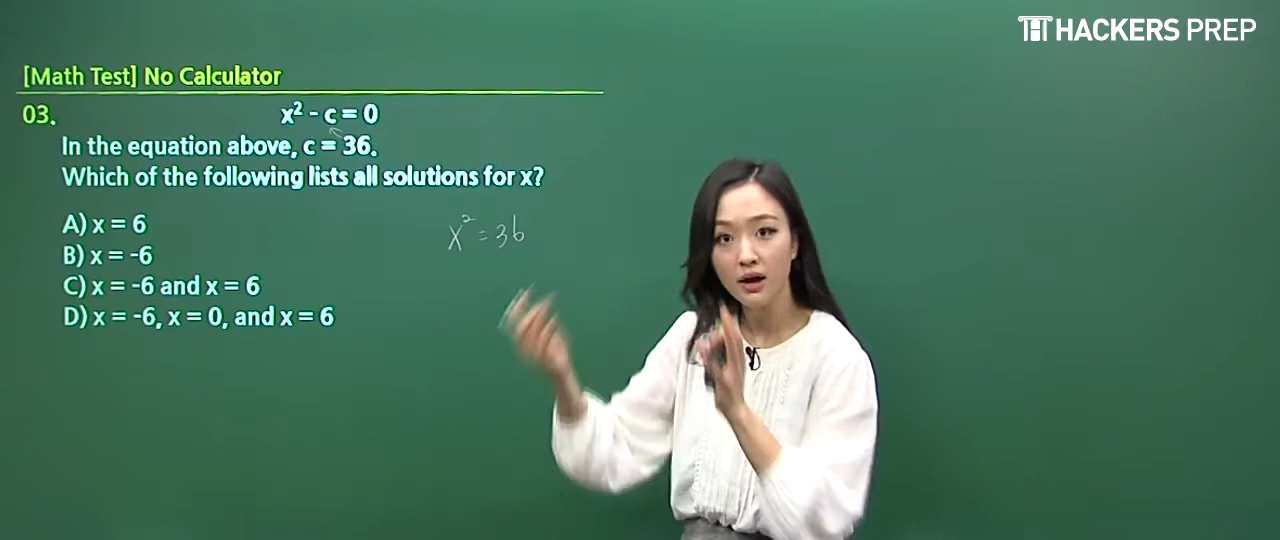 HACKERS PREP
[Math Test] No Calculator
03.
x² - c = 0
In the equation above, c = 36.
Which of the following lists all solutions for x?
A) x = 6
B) x = -6
C) x = -6 and x = 6
D) x = -6, x = 0, and x = 6
x² = 36